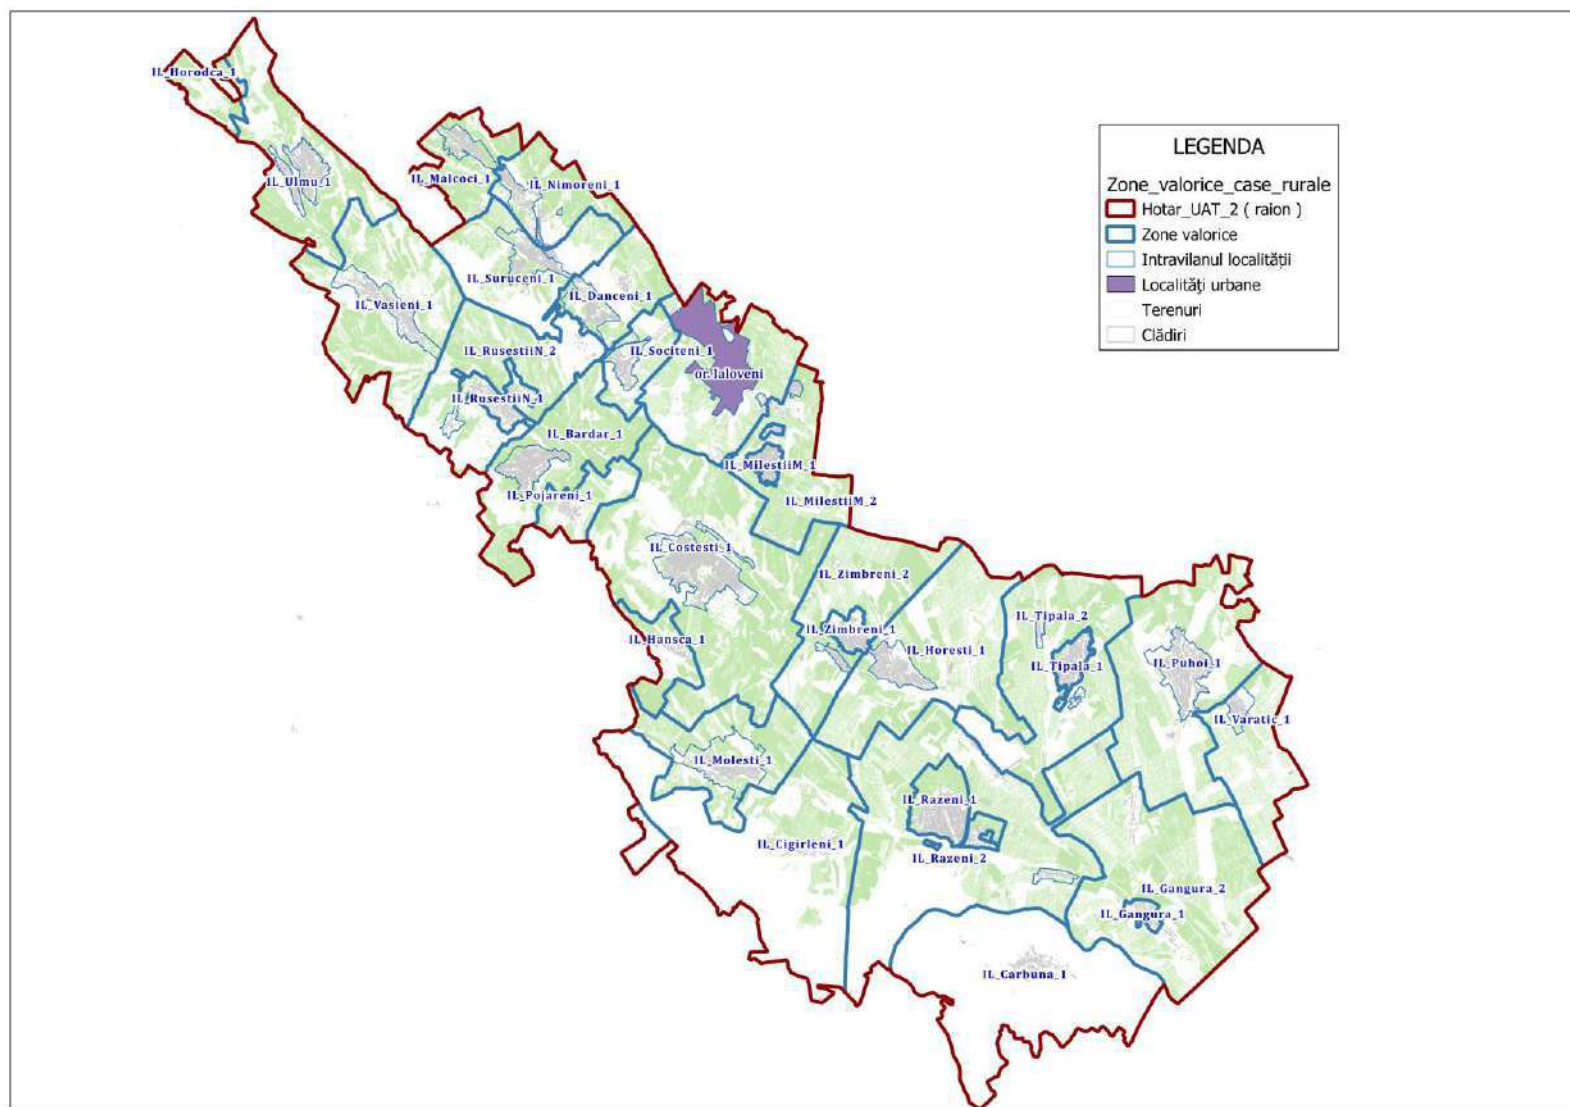 IL_Horodca_1
LEGENDA
Zone_valorice_case_rurale
Hotar_UAT_2 ( raion )
Zone valorice
Intravilanul localității
Localități urbane
Terenuri
Clădiri
IL_Ulmu_1
IL_Malcoci_1
IL_Nimoreni_1
IL_Suruceni_1
IL_Vasieni_1
IL_Danceni_1
IL_RusestiiN_2
IL_Sociteni_1
or. Ialoveni
IL_RusestiiN_1
IL_Bardar_1
IL_MilestiiM_1
IL_Pojareni_1
IL_MilestiiM_2
IL_Costesti_1
IL_Zimbreni_2
IL_Tipala_2
IL_Hansca_1
IL_Zimbreni_1
IL_Horesti_1
IL_Tipala_1
IL_Puhoi_1
IL_Varatic_1
IL_Molesti_1
IL_Razeni_1
IL_Cigirleni_1
IL_Razeni_2
IL_Gangura_2
IL_Gangura_1
IL_Carbuna_1